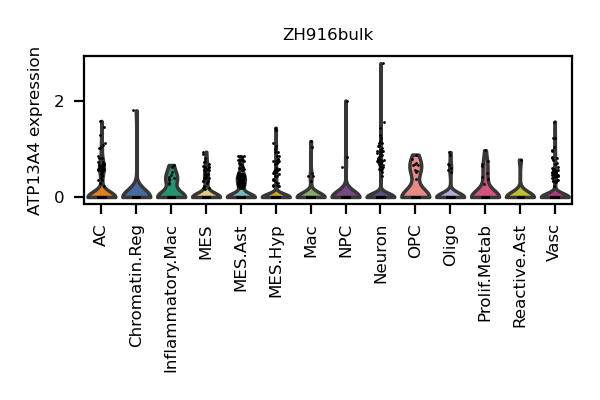 ZH916bulk
ATP13A4 expression
2
0
AC
Chromatin.Reg
Inflammatory.Mac
MES
MES.Ast
MES.Hyp
Mac
NPC
Neuron
OPC
Oligo
Prolif.Metab
Reactive.Ast
Vasc